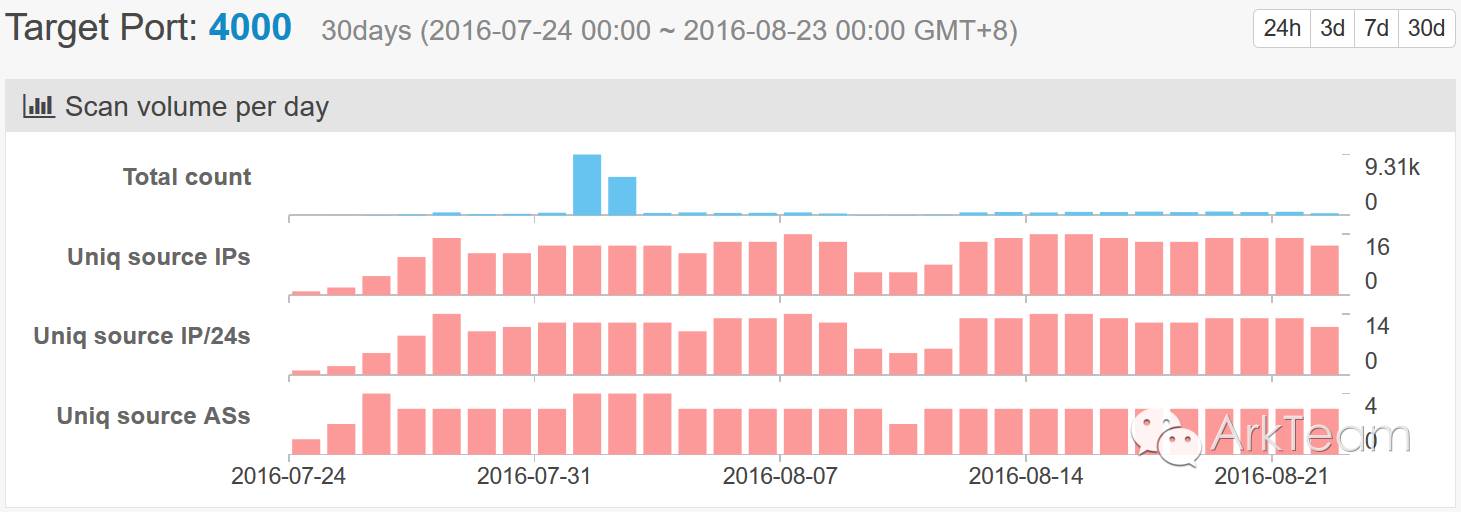 Target Port: 4000 30days (2016-07-24 00:00 ~ 2016-08-23 00:00 GMT+8) 24h 3d 7d 30d
Scan volume per day
Total count 9.31k
0
Uniq source IPs 16
0
Uniq source IP/24s 14
0
Uniq source ASs 4
0
ArkTeam
2016-07-24 2016-07-31 2016-08-07 2016-08-14 2016-08-21